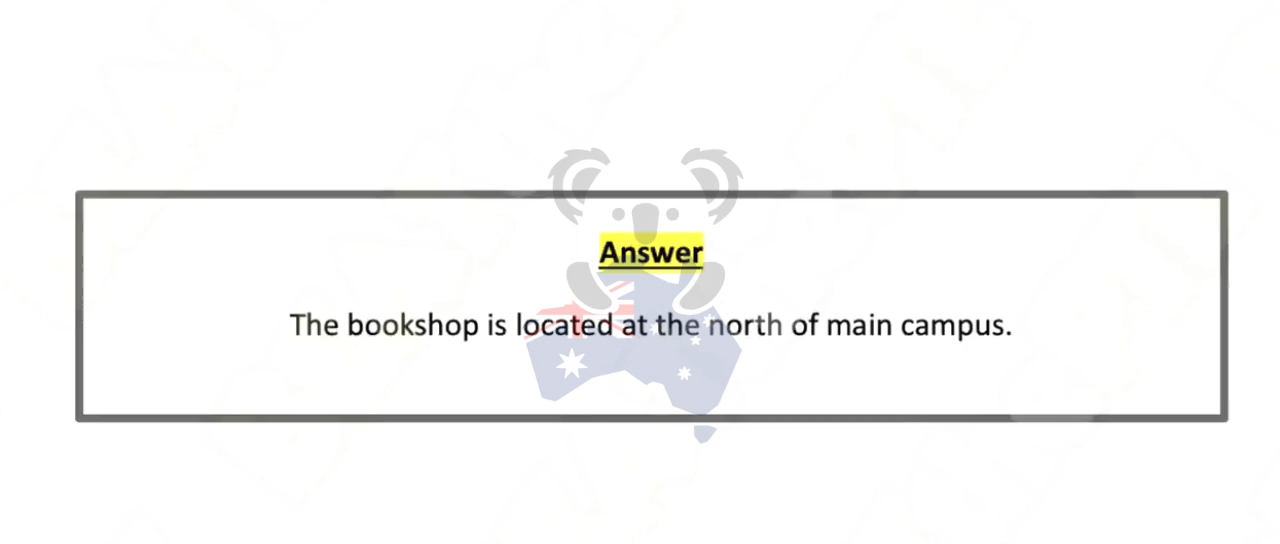 Answer
The bookshop is located at the north of main campus.